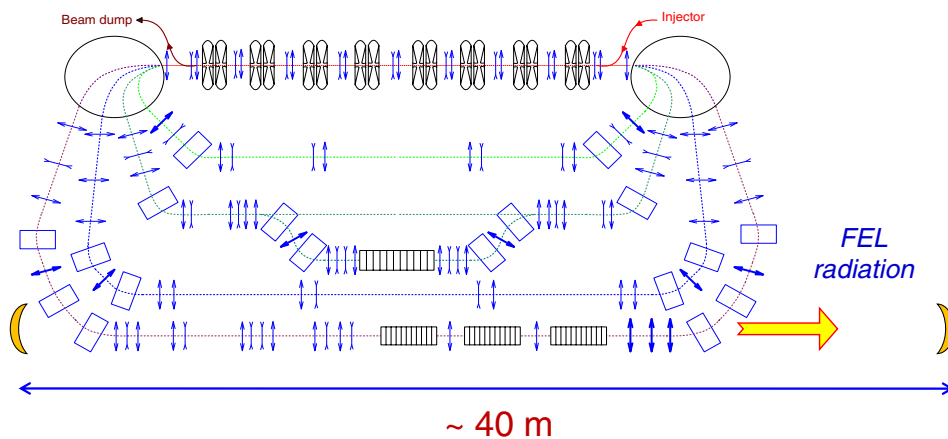 Beam dump
Injector
FEL
radiation
~ 40 m